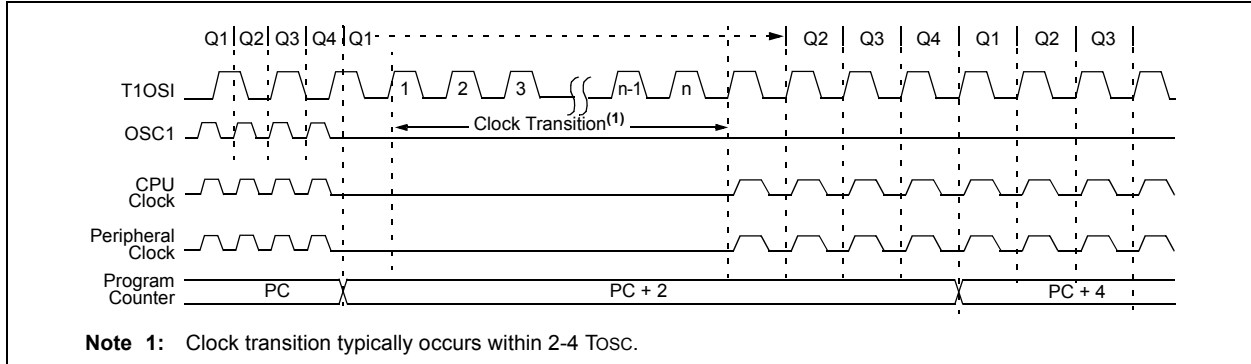 Q1 Q2 Q3 Q4 Q1 Q2 Q3 Q4 Q1 Q2 Q3
T1OSI 1 2 3 n-1 n
Clock Transition(1)
OSC1
CPU
Clock
Peripheral
Clock
Program
Counter
PC PC + 2 PC + 4
Note 1: Clock transition typically occurs within 2-4 TOSC.